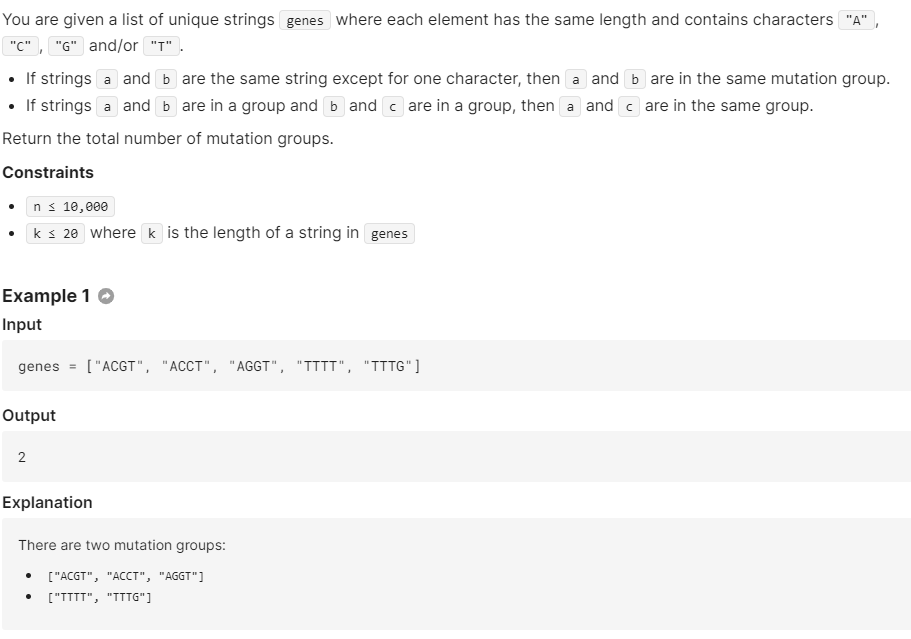 You are given a list of unique strings genes where each element has the same length and contains characters "A",
"C", "G" and/or "T".
• If strings a and b are the same string except for one character, then a and b are in the same mutation group.
• If strings a and b are in a group and b and c are in a group, then a and c are in the same group.
Return the total number of mutation groups.
Constraints
• n ≤ 10,000
• k ≤ 20 where k is the length of a string in genes
Example 1
Input
genes = ["ACGT", "ACCT", "AGGT", "TTTT", "TTTG"]
Output
2
Explanation
There are two mutation groups:
• ["ACGT", "ACCT", "AGGT"]
• ["TTTT", "TTTG"]